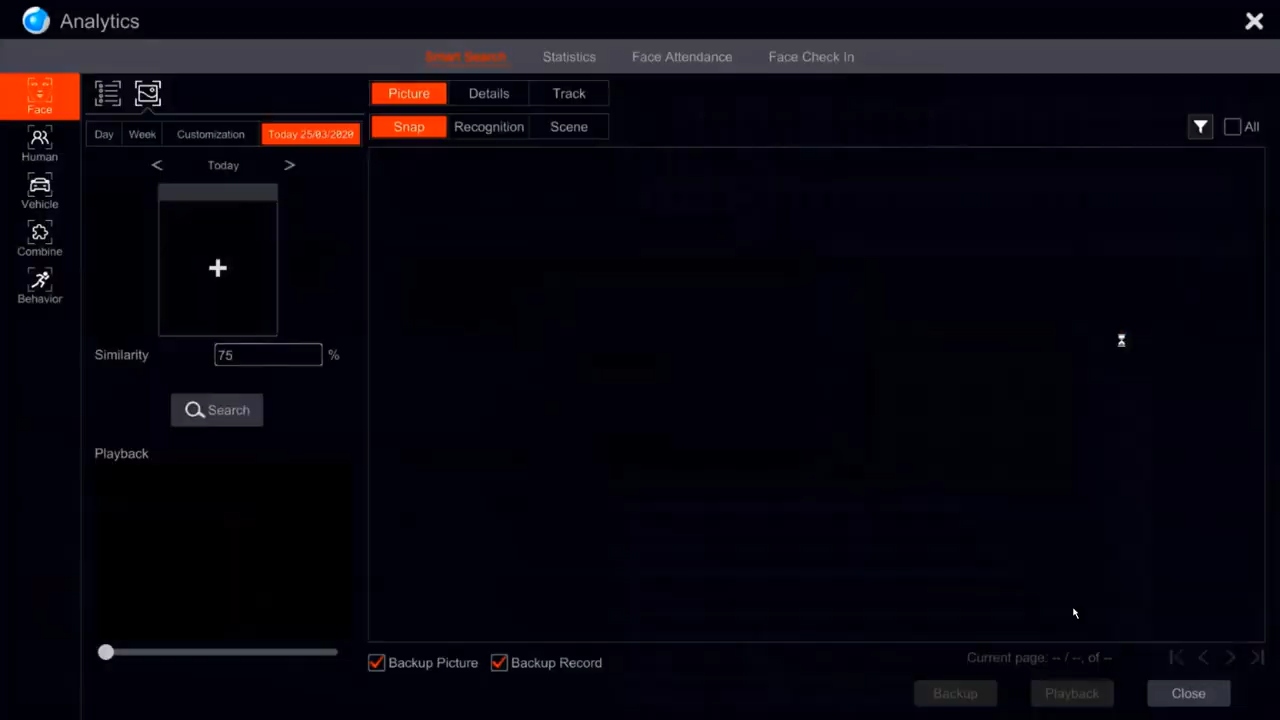 Analytics
Smart Search Statistics Face Attendance Face Check In
Face
Human
Vehicle
Combine
Behavior
Day Week Customization Today 25/03/2020
< Today >
Similarity 75 %
Search
Playback
Picture Details Track
Snap Recognition Scene
All
Backup Picture Backup Record
Current page: -- / --, of --
Backup Playback Close